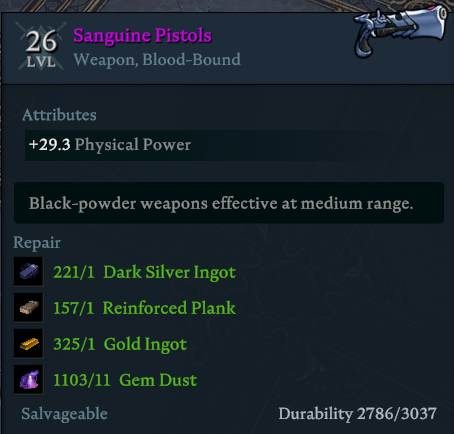 Sanguine Pistols
26
LVL
Weapon, Blood-Bound
Attributes
+29.3 Physical Power
Black-powder weapons effective at medium range.
Repair
221/1 Dark Silver Ingot
157/1 Reinforced Plank
325/1 Gold Ingot
1103/11 Gem Dust
Salvageable Durability 2786/3037